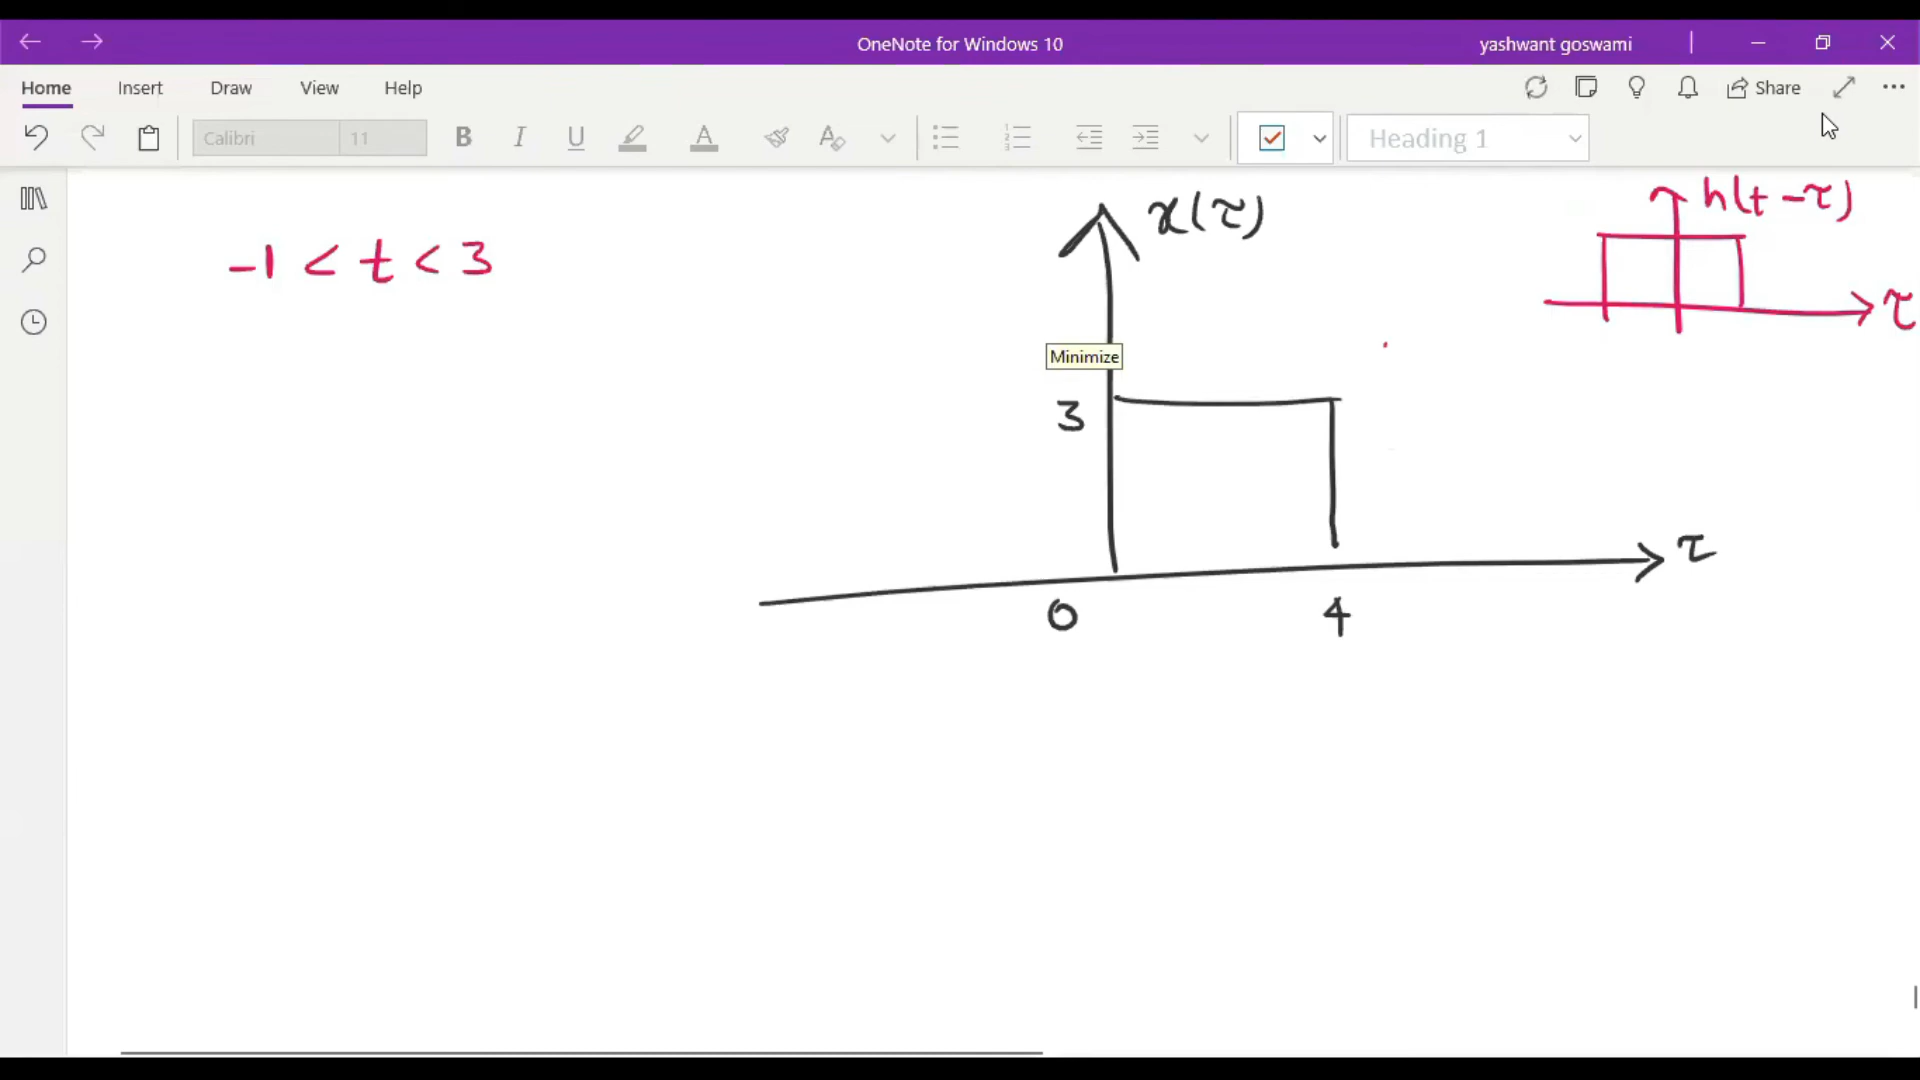 OneNote for Windows 10
yashwant goswami
Home Insert Draw View Help
Share
Calibri 11 B I U A A Heading 1
-1 < t < 3
x(τ)
h(t-τ)
τ
Minimize
3
τ
0 4